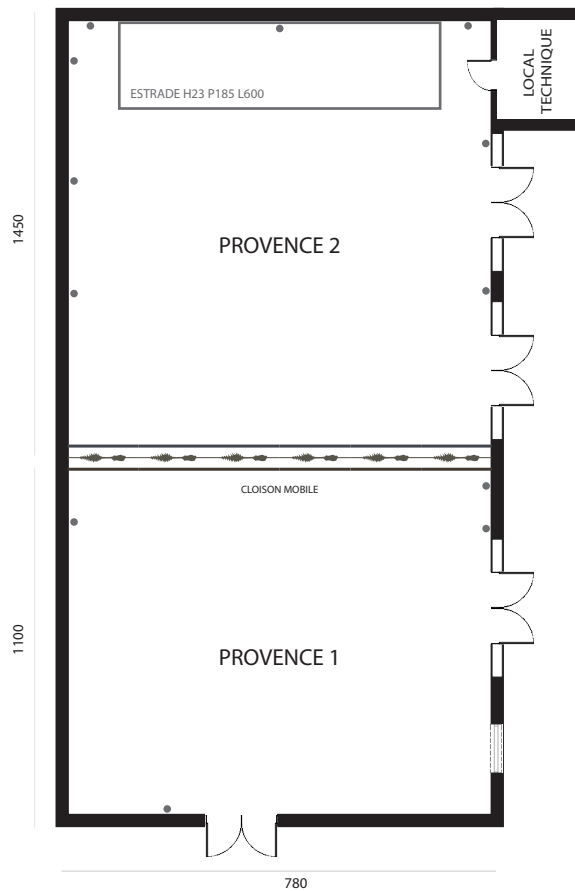 LOCAL
TECHNIQUE
ESTRADE H23 P185 L600
1450
PROVENCE 2
CLOISON MOBILE
1100
PROVENCE 1
780